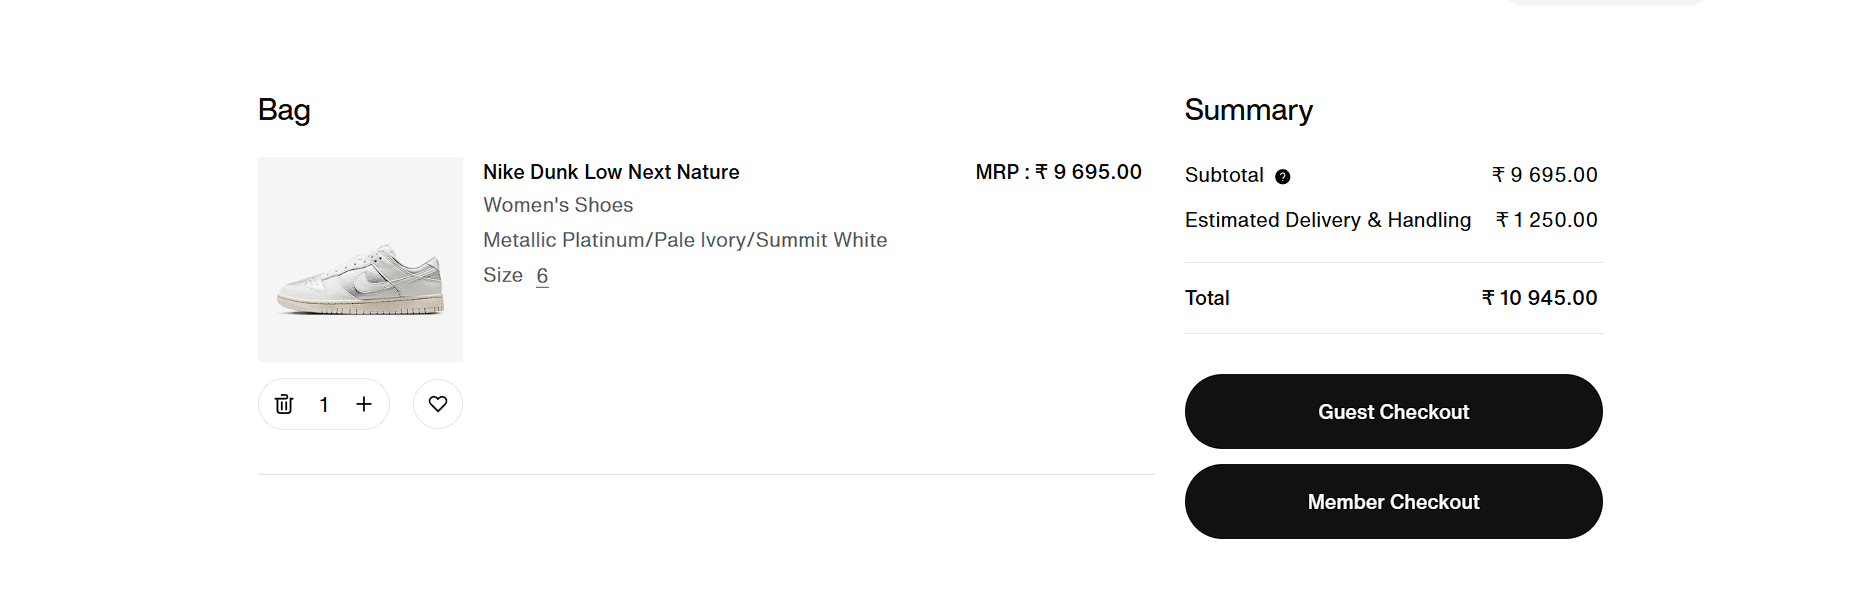 Bag
Nike Dunk Low Next Nature
MRP : ₹ 9 695.00
Women's Shoes
Metallic Platinum/Pale Ivory/Summit White
Size 6
1
Summary
Subtotal ? ₹ 9 695.00
Estimated Delivery & Handling ₹ 1 250.00
Total ₹ 10 945.00
Guest Checkout
Member Checkout